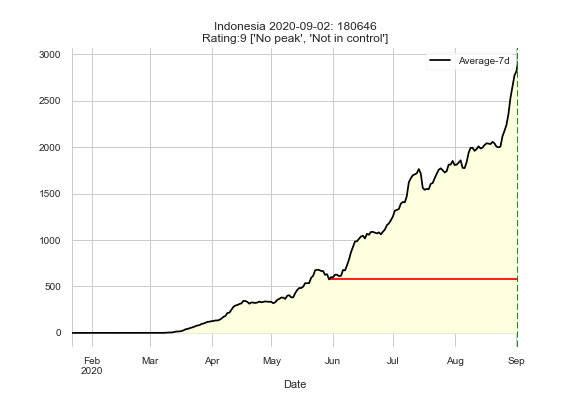 Indonesia 2020-09-02: 180646
Rating:9 ['No peak', 'Not in control']
Average-7d
3000
2500
2000
1500
1000
500
0
Feb
2020
Mar
Apr
May
Jun
Jul
Aug
Sep
Date